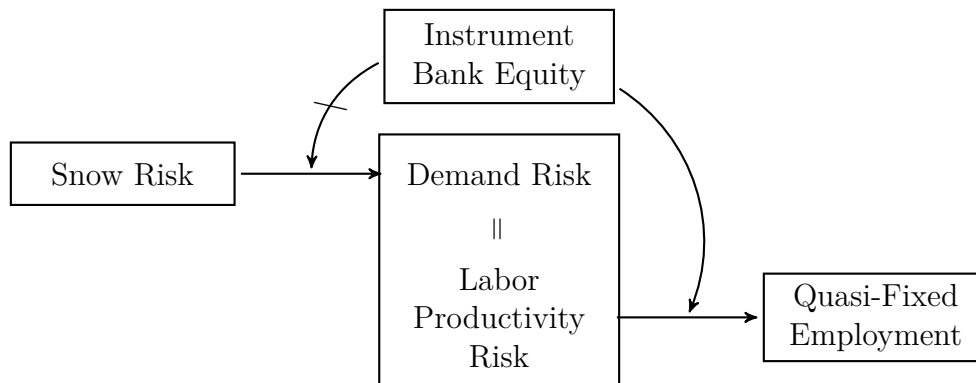 Instrument
Bank Equity
Snow Risk
Demand Risk
=
Labor
Productivity
Risk
Quasi-Fixed
Employment